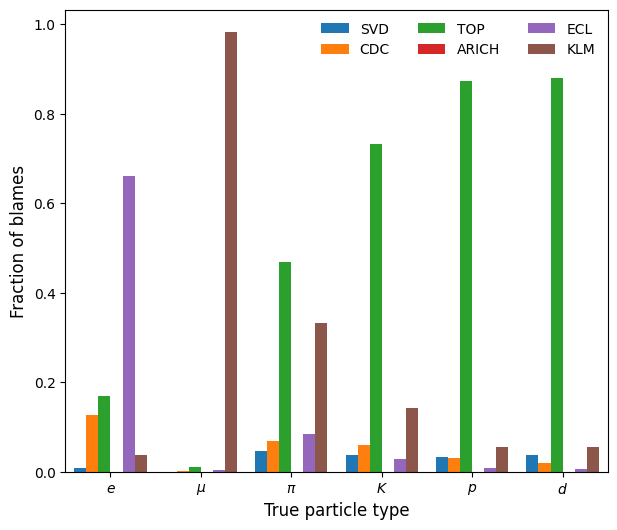 1.0
0.8
0.6
0.4
0.2
0.0
Fraction of blames
SVD TOP ECL
CDC ARICH KLM
e μ π K p d
True particle type